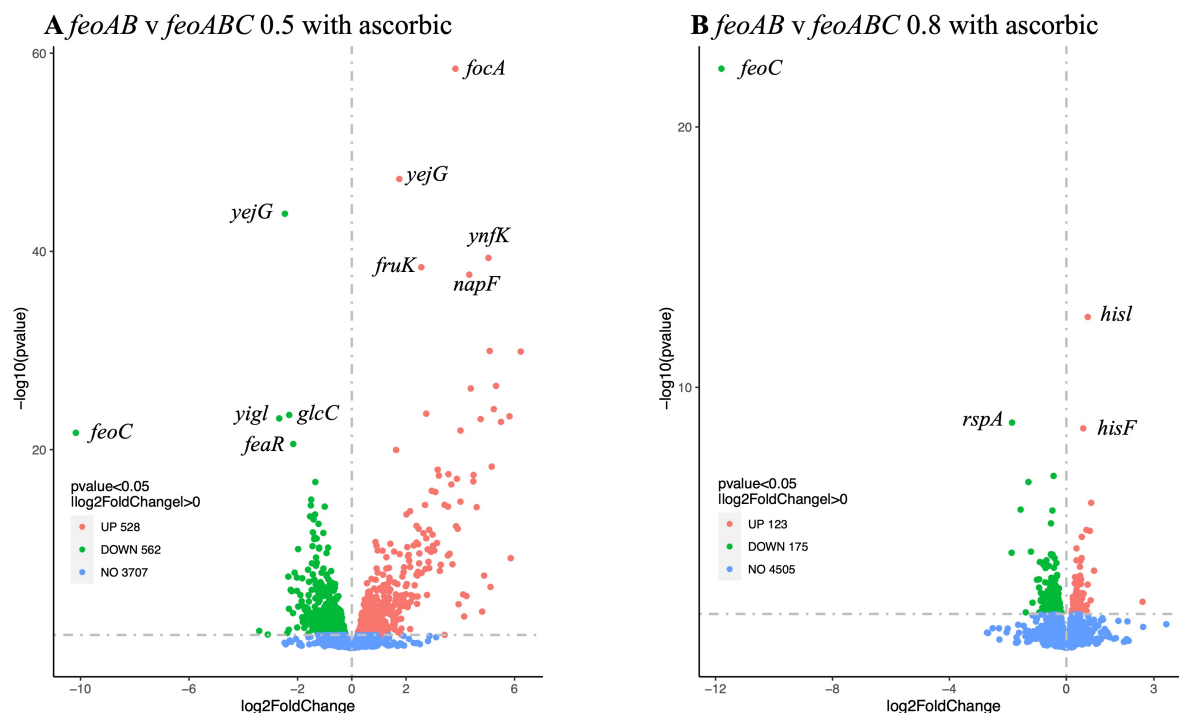 A feoAB v feoABC 0.5 with ascorbic
60
40
20
−log10(pvalue)
focA
yejG
yejG
ynfK
fruK
napF
yigl
glcC
feaR
feoC
pvalue<0.05
|log2FoldChange|>0
UP 528
DOWN 562
NO 3707
−10
−6
−2
0
2
6
log2FoldChange
B feoAB v feoABC 0.8 with ascorbic
20
10
−log10(pvalue)
feoC
hisl
rspA
hisF
pvalue<0.05
|log2FoldChange|>0
UP 123
DOWN 175
NO 4505
−12
−8
−4
0
3
log2FoldChange